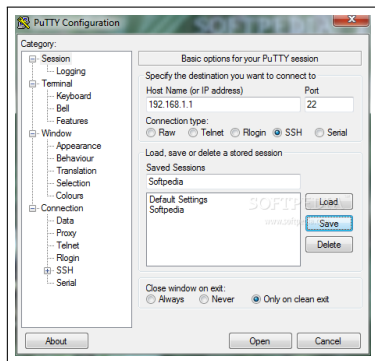 PuTTY Configuration
Category:
Session
Logging
Terminal
Keyboard
Bell
Features
Window
Appearance
Behaviour
Translation
Selection
Colours
Connection
Data
Proxy
Telnet
Rlogin
SSH
Serial
Basic options for your PuTTY session
Specify the destination you want to connect to
Host Name (or IP address) Port
192.168.1.1 22
Connection type:
Raw Telnet Rlogin SSH Serial
Load, save or delete a stored session
Saved Sessions
Softpedia
Default Settings
Softpedia
Load
Save
Delete
Close window on exit:
Always Never Only on clean exit
About Open Cancel